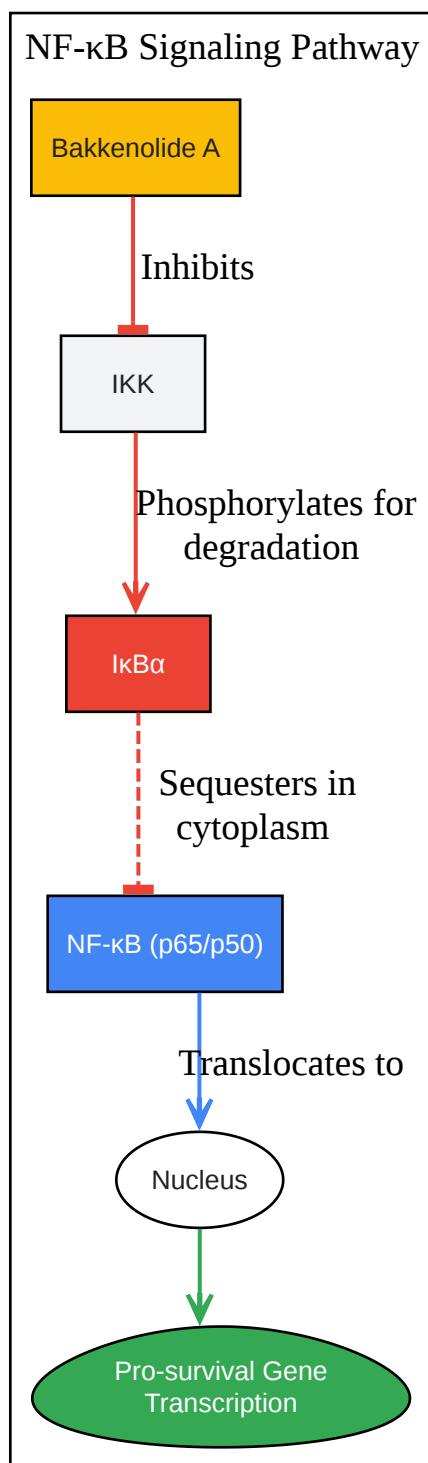 NF-κB Signaling Pathway
Bakkenolide A
Inhibits
IKK
Phosphorylates for
degradation
IκBα
Sequesters in
cytoplasm
NF-κB (p65/p50)
Translocates to
Nucleus
Pro-survival Gene
Transcription